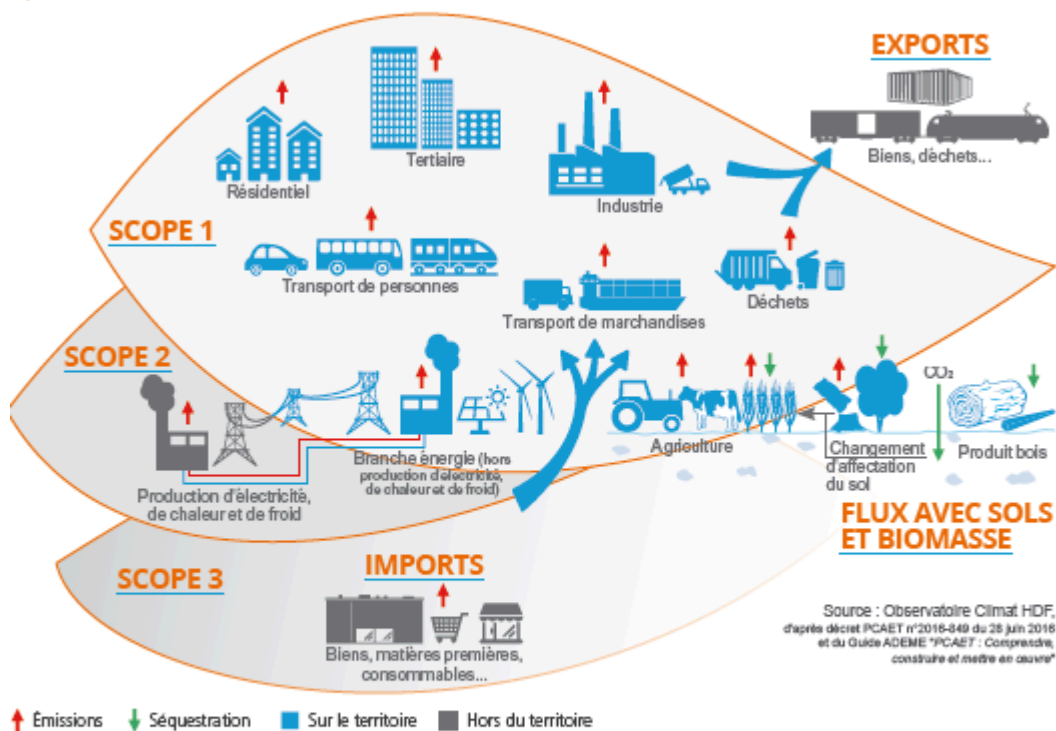 EXPORTS
Biens, dèchets...
Résidentiel
Tertiaire
Industrie
SCOPE 1
Transport de personnes
Transport de marchandises
Déchets
SCOPE 2
Production d'électricité,
de chaleur et de froid
Branche énergie (hors
production d'électricité,
de chaleur et de froid)
Agriculture
Changement
d'affectation
du sol
CO₂
Produit bois
FLUX AVEC SOLS
ET BIOMASSE
SCOPE 3
IMPORTS
Biens, matières premières,
consommables...
Source : Observatoire Climat HDF,
d'après décret PCAET n°2016-849 du 28 juin 2016
et du Guide ADEME "PCAET : Comprendre,
construire et mettre en œuvre"
Émissions
Séquestration
Sur le territoire
Hors du territoire